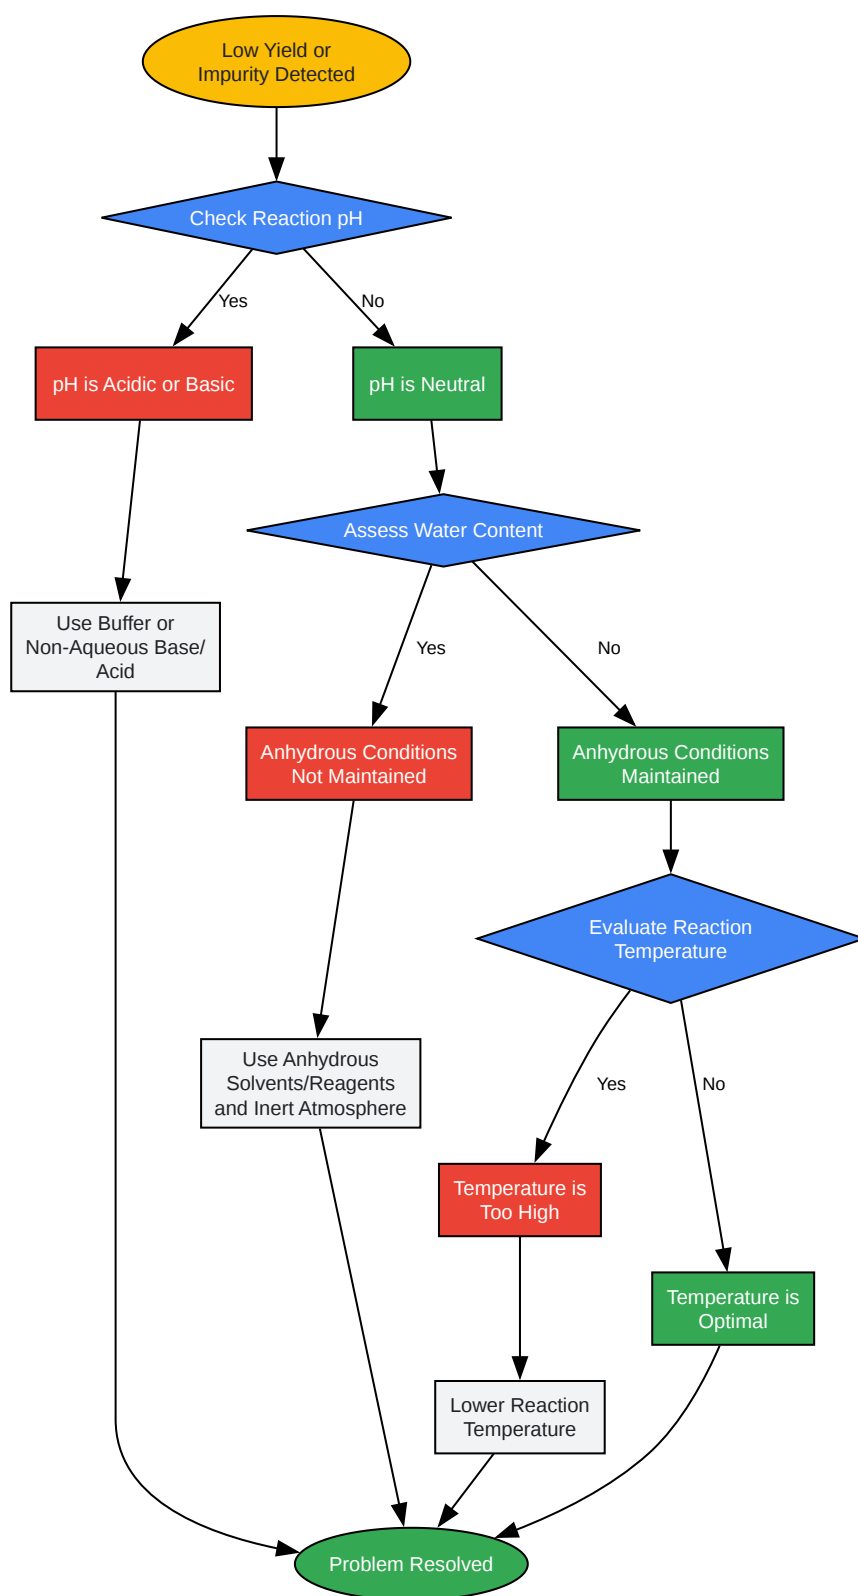 Low Yield or
Impurity Detected
Check Reaction pH
Yes
No
pH is Acidic or Basic
pH is Neutral
Assess Water Content
Use Buffer or
Non-Aqueous Base/
Acid
Yes
No
Anhydrous Conditions
Not Maintained
Anhydrous Conditions
Maintained
Evaluate Reaction
Temperature
Use Anhydrous
Solvents/Reagents
and Inert Atmosphere
Yes
No
Temperature is
Too High
Temperature is
Optimal
Lower Reaction
Temperature
Problem Resolved